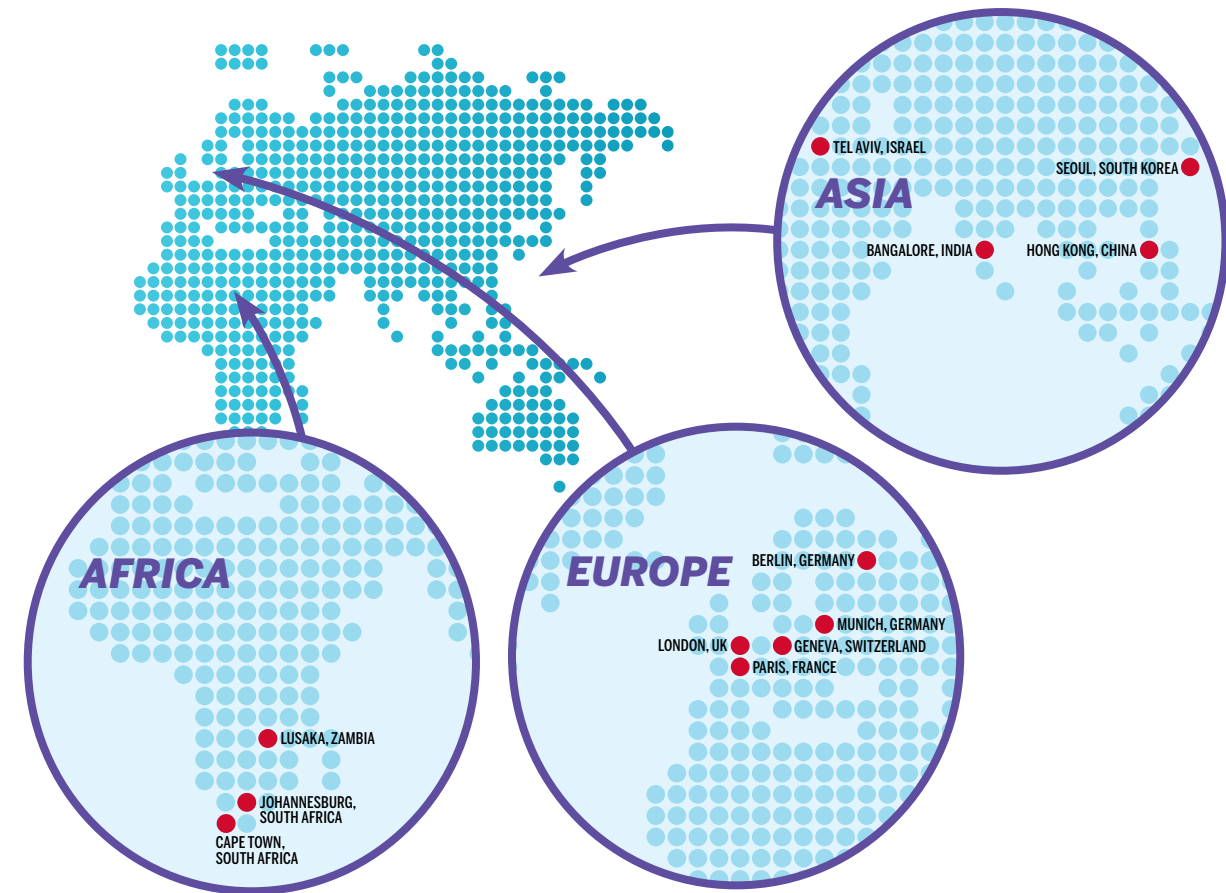 TEL AVIV, ISRAEL
SEOUL, SOUTH KOREA
ASIA
BANGALORE, INDIA
HONG KONG, CHINA
AFRICA
LUSAKA, ZAMBIA
JOHANNESBURG,
SOUTH AFRICA
CAPE TOWN,
SOUTH AFRICA
EUROPE
BERLIN, GERMANY
MUNICH, GERMANY
LONDON, UK
GENEVA, SWITZERLAND
PARIS, FRANCE